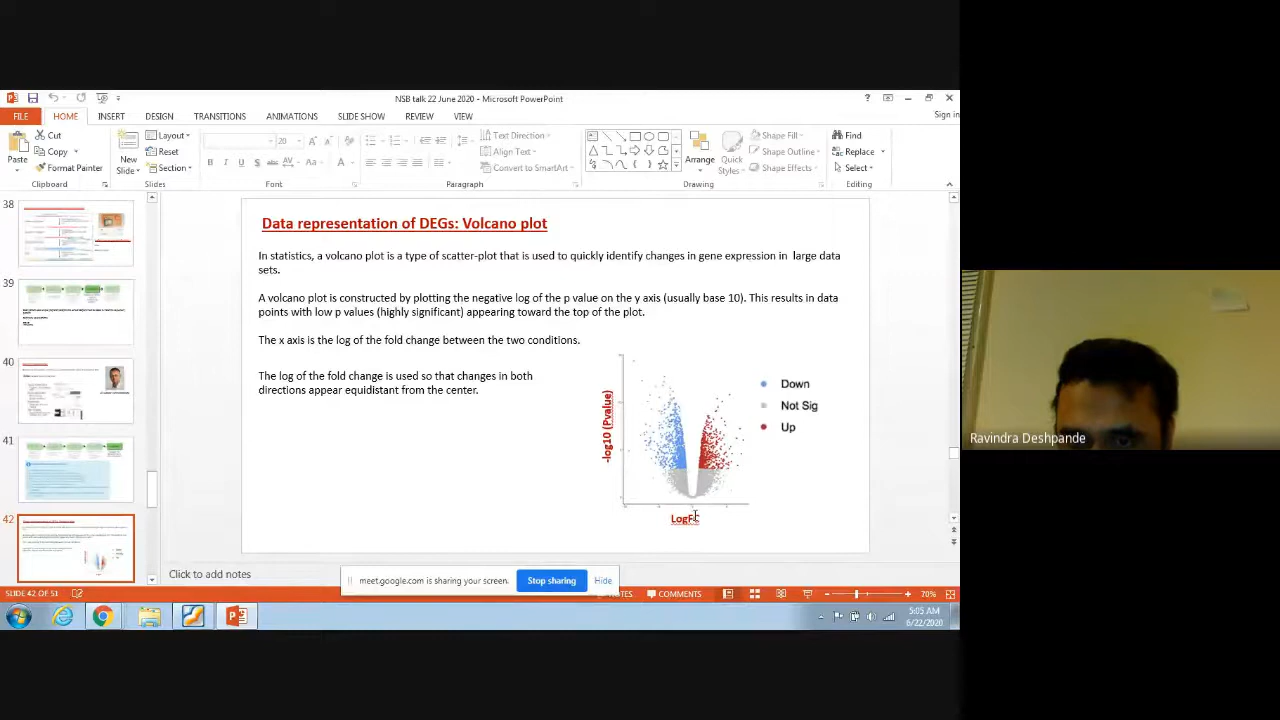 NSB talk 22 June 2020 - Microsoft PowerPoint
Sign in
FILE HOME INSERT DESIGN TRANSITIONS ANIMATIONS SLIDE SHOW REVIEW VIEW
Cut
Copy
Format Painter
Paste
Clipboard
New Slide
Layout
Reset
Section
Slides
20
Font
Text Direction
Align Text
Convert to SmartArt
Paragraph
Arrange
Quick Styles
Shape Fill
Shape Outline
Shape Effects
Drawing
Find
Replace
Select
Editing
38
39
40
41
42
Data representation of DEGs: Volcano plot
In statistics, a volcano plot is a type of scatter-plot that is used to quickly identify changes in gene expression in large data
sets.
A volcano plot is constructed by plotting the negative log of the p value on the y axis (usually base 10). This results in data
points with low p values (highly significant) appearing toward the top of the plot.
The x axis is the log of the fold change between the two conditions.
The log of the fold change is used so that changes in both
direction appear equidistant from the center.
-log10 (Pvalue)
LogFC
Down
Not Sig
Up
Click to add notes
meet.google.com is sharing your screen.
Stop sharing
Hide
SLIDE 42 OF 51
NOTES
COMMENTS
70%
5:05 AM
6/22/2020
Ravindra Deshpande